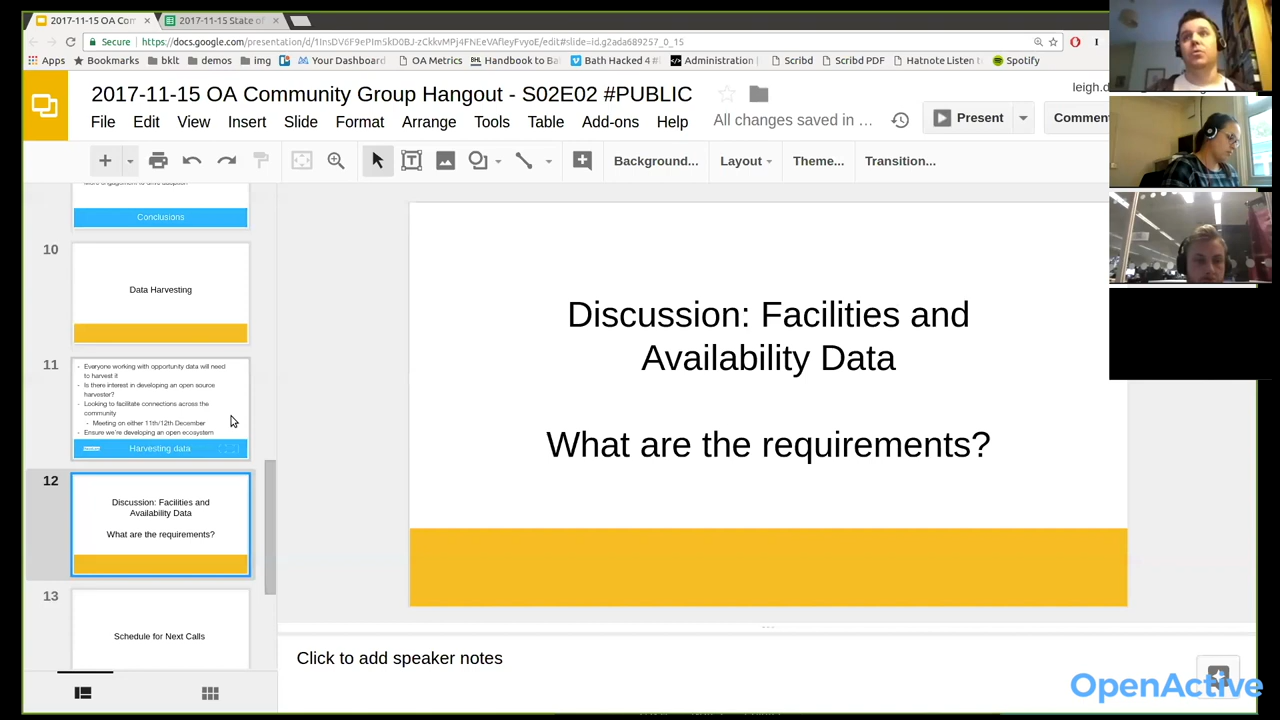 2017-11-15 OA Com
2017-11-15 State of
Secure
https://docs.google.com/presentation/d/1InsDV6F9ePImSkD0BJ-zCkkvMPj4FNEeVAfleyFvyoE/edit#slide=id.g2ada689257_0_15
Apps
Bookmarks
bklt
demos
img
Your Dashboard
OA Metrics
Handbook to Ba
Bath Hacked 4 #
Administration
Scribd
Scribd PDF
Hatnote Listen t
Spotify
2017-11-15 OA Community Group Hangout - S02E02 #PUBLIC
leigh.d
File Edit View Insert Slide Format Arrange Tools Table Add-ons Help
All changes saved in ...
Present
Commen
Background...
Layout
Theme...
Transition...
More engagement to drive adoption
Conclusions
10
Data Harvesting
11
- Everyone working with opportunity data will need
to harvest it
- Is there interest in developing an open source
harvester?
- Looking to facilitate connections across the
community
- Meeting on either 11th/12th December
- Ensure we're developing an open ecosystem
Harvesting data
12
Discussion: Facilities and
Availability Data
What are the requirements?
13
Schedule for Next Calls
Discussion: Facilities and
Availability Data
What are the requirements?
Click to add speaker notes
OpenActive